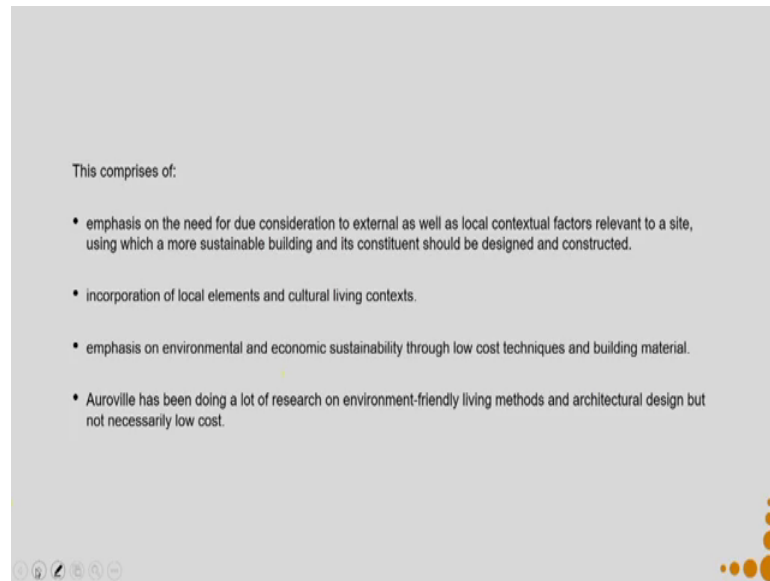 This comprises of:
• emphasis on the need for due consideration to external as well as local contextual factors relevant to a site,
using which a more sustainable building and its constituent should be designed and constructed.
• incorporation of local elements and cultural living contexts.
• emphasis on environmental and economic sustainability through low cost techniques and building material.
• Auroville has been doing a lot of research on environment-friendly living methods and architectural design but
not necessarily low cost.